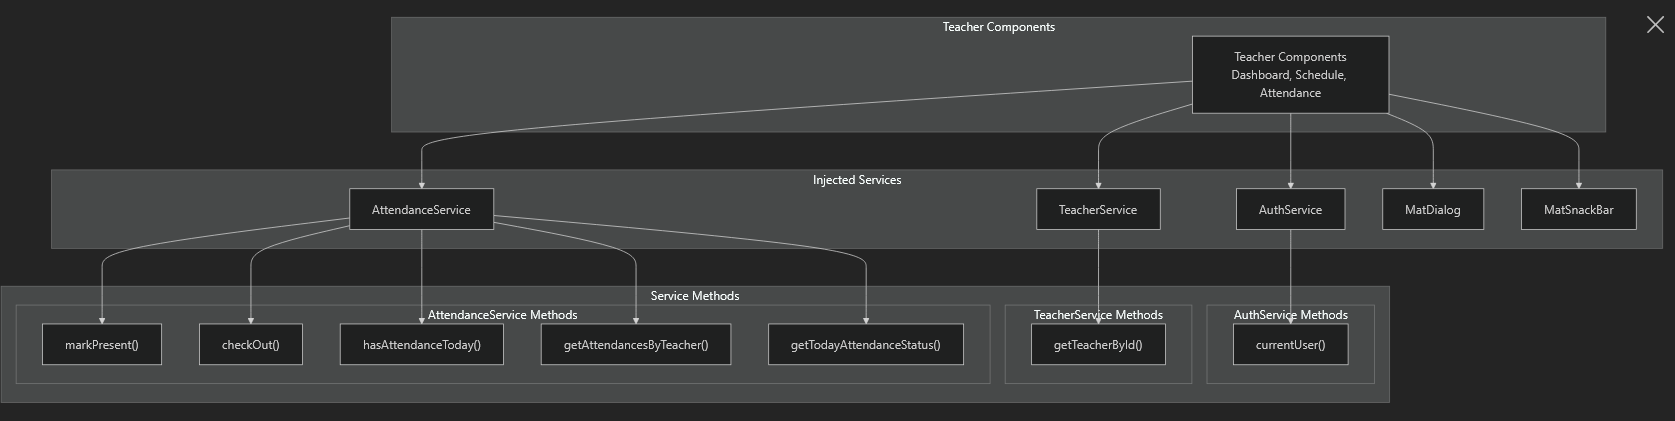 Teacher Components
Teacher Components
Dashboard, Schedule,
Attendance
Injected Services
AttendanceService
TeacherService
AuthService
MatDialog
MatSnackBar
Service Methods
AttendanceService Methods
TeacherService Methods
AuthService Methods
markPresent()
checkOut()
hasAttendanceToday()
getAttendancesByTeacher()
getTodayAttendanceStatus()
getTeacherById()
currentUser()